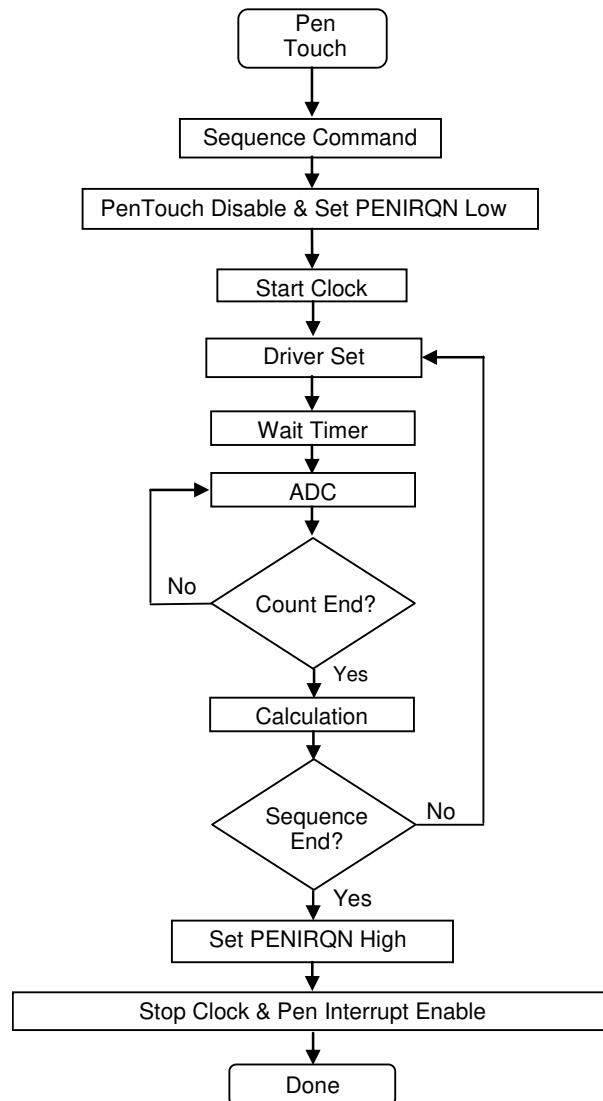 Pen
Touch
Sequence Command
PenTouch Disable & Set PENIRQN Low
Start Clock
Driver Set
Wait Timer
ADC
No
Count End?
Yes
Calculation
Sequence
End?
No
Yes
Set PENIRQN High
Stop Clock & Pen Interrupt Enable
Done